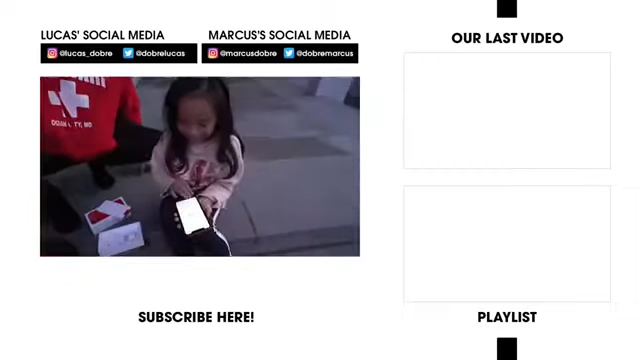 LUCAS' SOCIAL MEDIA
@lucas_dobre @dobrelucas
MARCUS'S SOCIAL MEDIA
@marcusdobre @dobremarcus
OUR LAST VIDEO
SUBSCRIBE HERE!
PLAYLIST